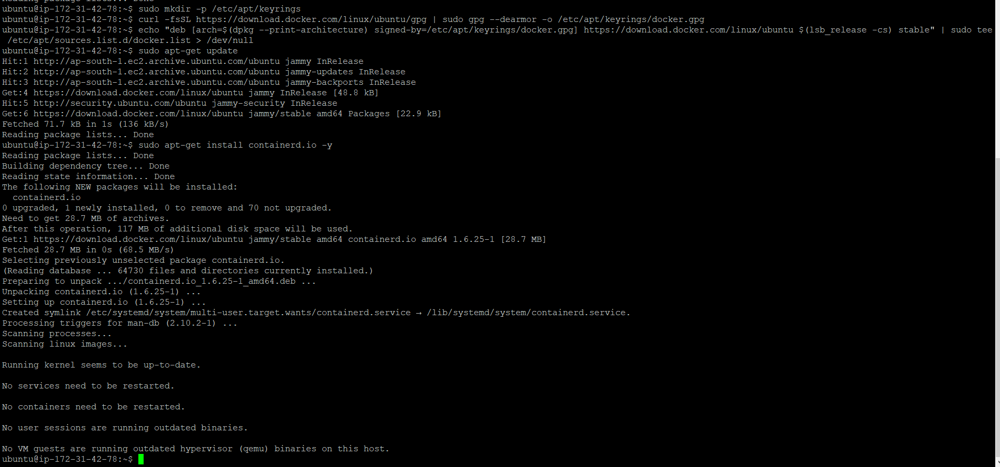 Reading package lists... Done
ubuntu@ip-172-31-42-78:~$ sudo mkdir -p /etc/apt/keyrings
ubuntu@ip-172-31-42-78:~$ curl -fsSL https://download.docker.com/linux/ubuntu/gpg | sudo gpg --dearmor -o /etc/apt/keyrings/docker.gpg
ubuntu@ip-172-31-42-78:~$ echo "deb [arch=$(dpkg --print-architecture) signed-by=/etc/apt/keyrings/docker.gpg] https://download.docker.com/linux/ubuntu $(lsb_release -cs) stable" | sudo tee
 /etc/apt/sources.list.d/docker.list > /dev/null
ubuntu@ip-172-31-42-78:~$ sudo apt-get update
Hit:1 http://ap-south-1.ec2.archive.ubuntu.com/ubuntu jammy InRelease
Hit:2 http://ap-south-1.ec2.archive.ubuntu.com/ubuntu jammy-updates InRelease
Hit:3 http://ap-south-1.ec2.archive.ubuntu.com/ubuntu jammy-backports InRelease
Get:4 https://download.docker.com/linux/ubuntu jammy InRelease [48.8 kB]
Hit:5 http://security.ubuntu.com/ubuntu jammy-security InRelease
Get:6 https://download.docker.com/linux/ubuntu jammy/stable amd64 Packages [22.9 kB]
Fetched 71.7 kB in 1s (136 kB/s)
Reading package lists... Done
ubuntu@ip-172-31-42-78:~$ sudo apt-get install containerd.io -y
Reading package lists... Done
Building dependency tree... Done
Reading state information... Done
The following NEW packages will be installed:
  containerd.io
0 upgraded, 1 newly installed, 0 to remove and 70 not upgraded.
Need to get 28.7 MB of archives.
After this operation, 117 MB of additional disk space will be used.
Get:1 https://download.docker.com/linux/ubuntu jammy/stable amd64 containerd.io amd64 1.6.25-1 [28.7 MB]
Fetched 28.7 MB in 0s (68.5 MB/s)
Selecting previously unselected package containerd.io.
(Reading database ... 64730 files and directories currently installed.)
Preparing to unpack .../containerd.io_1.6.25-1_amd64.deb ...
Unpacking containerd.io (1.6.25-1) ...
Setting up containerd.io (1.6.25-1) ...
Created symlink /etc/systemd/system/multi-user.target.wants/containerd.service → /lib/systemd/system/containerd.service.
Processing triggers for man-db (2.10.2-1) ...
Scanning processes...
Scanning linux images...
Running kernel seems to be up-to-date.
No services need to be restarted.
No containers need to be restarted.
No user sessions are running outdated binaries.
No VM guests are running outdated hypervisor (qemu) binaries on this host.
ubuntu@ip-172-31-42-78:~$